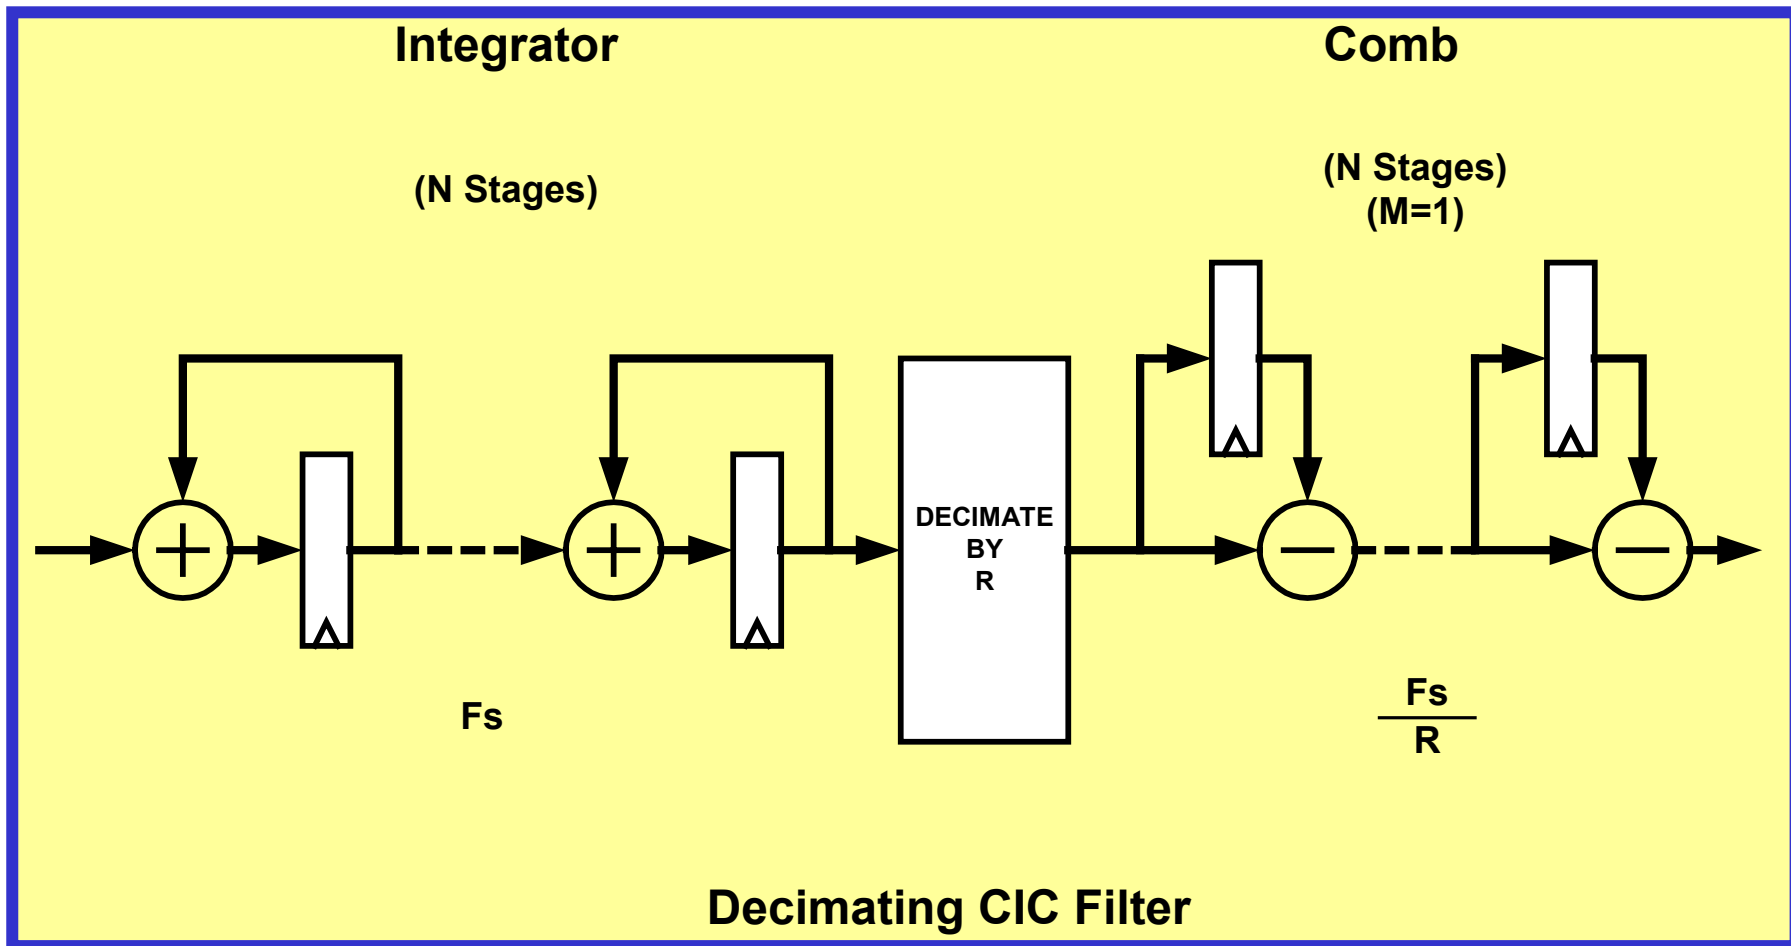 Integrator
Comb
(N Stages)
(N Stages)
(M=1)
DECIMATE
BY
R
Fs
Fs
R
Decimating CIC Filter